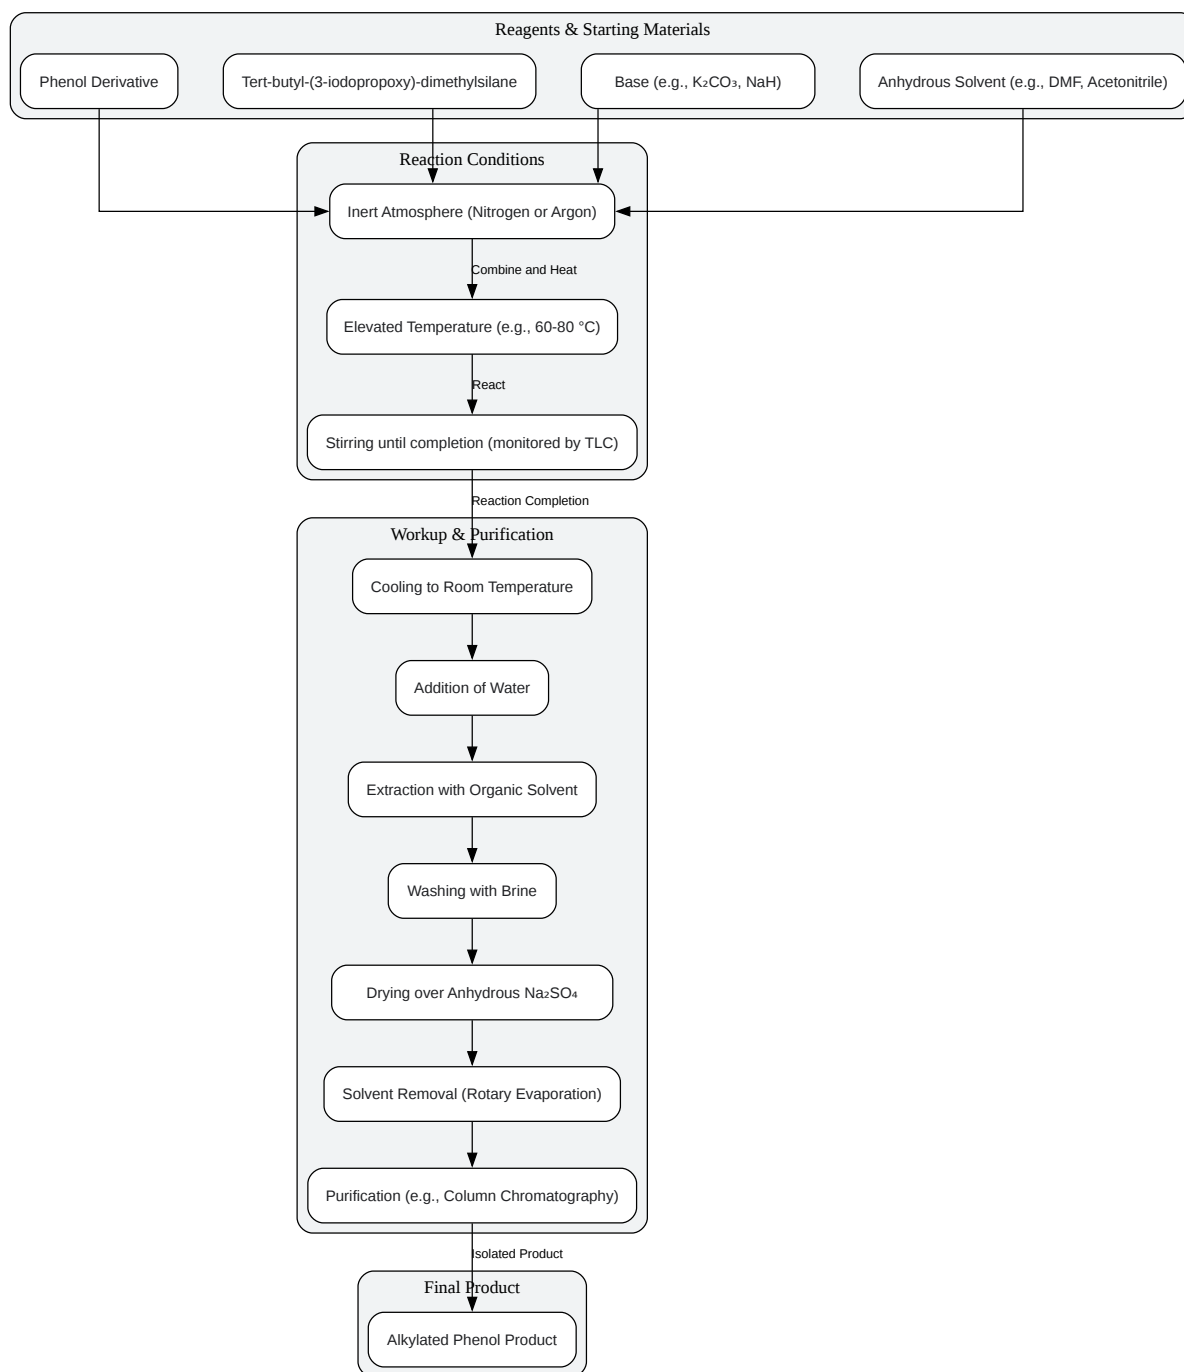 Reagents & Starting Materials
Phenol Derivative
Tert-butyl-(3-iodopropoxy)-dimethylsilane
Base (e.g., K₂CO₃, NaH)
Anhydrous Solvent (e.g., DMF, Acetonitrile)
Reaction Conditions
Inert Atmosphere (Nitrogen or Argon)
Combine and Heat
Elevated Temperature (e.g., 60-80 °C)
React
Stirring until completion (monitored by TLC)
Reaction Completion
Workup & Purification
Cooling to Room Temperature
Addition of Water
Extraction with Organic Solvent
Washing with Brine
Drying over Anhydrous Na₂SO₄
Solvent Removal (Rotary Evaporation)
Purification (e.g., Column Chromatography)
Isolated Product
Final Product
Alkylated Phenol Product